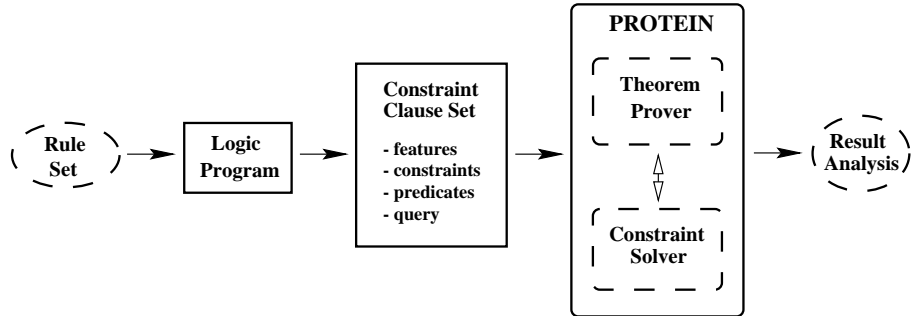 Rule
Set
Logic
Program
Constraint
Clause Set
- features
- constraints
- predicates
- query
PROTEIN
Theorem
Prover
Constraint
Solver
Result
Analysis